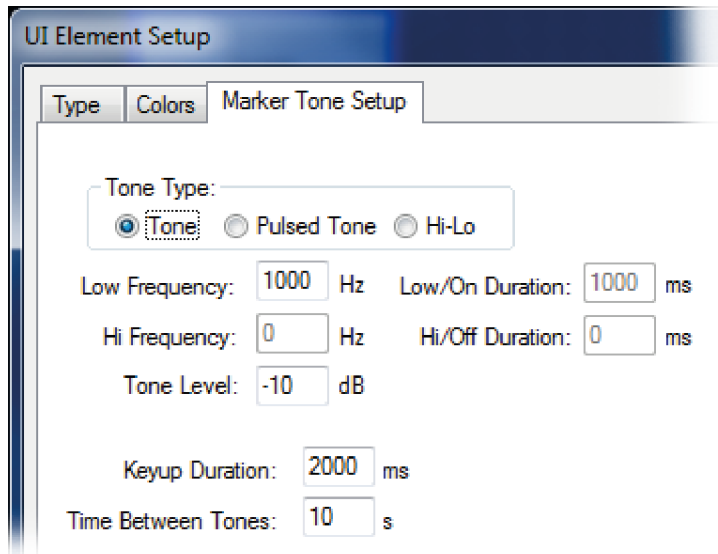 UI Element Setup
Type Colors Marker Tone Setup
Tone Type:
Tone Pulsed Tone Hi-Lo
Low Frequency: 1000 Hz Low/On Duration: 1000 ms
Hi Frequency: 0 Hz Hi/Off Duration: 0 ms
Tone Level: -10 dB
Keyup Duration: 2000 ms
Time Between Tones: 10 s